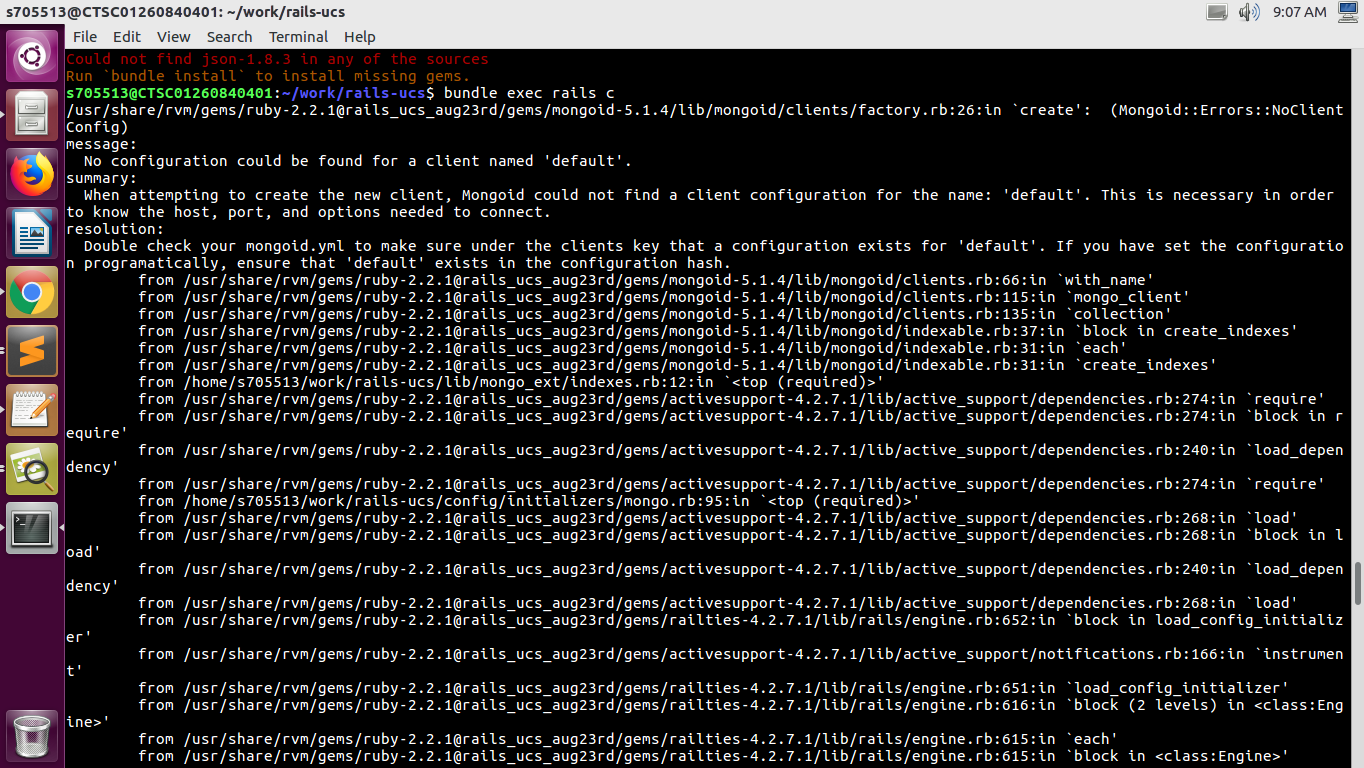 s705513@CTSC01260840401: ~/work/rails-ucs
9:07 AM
File Edit View Search Terminal Help
Could not find json-1.8.3 in any of the sources
Run `bundle install` to install missing gems.
s705513@CTSC01260840401:~/work/rails-ucs$ bundle exec rails c
/usr/share/rvm/gems/ruby-2.2.1@rails_ucs_aug23rd/gems/mongoid-5.1.4/lib/mongoid/clients/factory.rb:26:in `create':  (Mongoid::Errors::NoClient
Config)
message:
  No configuration could be found for a client named 'default'.
summary:
  When attempting to create the new client, Mongoid could not find a client configuration for the name: 'default'. This is necessary in order
to know the host, port, and options needed to connect.
resolution:
  Double check your mongoid.yml to make sure under the clients key that a configuration exists for 'default'. If you have set the configuratio
n programatically, ensure that 'default' exists in the configuration hash.
        from /usr/share/rvm/gems/ruby-2.2.1@rails_ucs_aug23rd/gems/mongoid-5.1.4/lib/mongoid/clients.rb:66:in `with_name'
        from /usr/share/rvm/gems/ruby-2.2.1@rails_ucs_aug23rd/gems/mongoid-5.1.4/lib/mongoid/clients.rb:115:in `mongo_client'
        from /usr/share/rvm/gems/ruby-2.2.1@rails_ucs_aug23rd/gems/mongoid-5.1.4/lib/mongoid/clients.rb:135:in `collection'
        from /usr/share/rvm/gems/ruby-2.2.1@rails_ucs_aug23rd/gems/mongoid-5.1.4/lib/mongoid/indexable.rb:37:in `block in create_indexes'
        from /usr/share/rvm/gems/ruby-2.2.1@rails_ucs_aug23rd/gems/mongoid-5.1.4/lib/mongoid/indexable.rb:31:in `each'
        from /usr/share/rvm/gems/ruby-2.2.1@rails_ucs_aug23rd/gems/mongoid-5.1.4/lib/mongoid/indexable.rb:31:in `create_indexes'
        from /home/s705513/work/rails-ucs/lib/mongo_ext/indexes.rb:12:in `<top (required)>'
        from /usr/share/rvm/gems/ruby-2.2.1@rails_ucs_aug23rd/gems/activesupport-4.2.7.1/lib/active_support/dependencies.rb:274:in `require'
        from /usr/share/rvm/gems/ruby-2.2.1@rails_ucs_aug23rd/gems/activesupport-4.2.7.1/lib/active_support/dependencies.rb:274:in `block in r
equire'
        from /usr/share/rvm/gems/ruby-2.2.1@rails_ucs_aug23rd/gems/activesupport-4.2.7.1/lib/active_support/dependencies.rb:240:in `load_depen
dency'
        from /usr/share/rvm/gems/ruby-2.2.1@rails_ucs_aug23rd/gems/activesupport-4.2.7.1/lib/active_support/dependencies.rb:274:in `require'
        from /home/s705513/work/rails-ucs/config/initializers/mongo.rb:95:in `<top (required)>'
        from /usr/share/rvm/gems/ruby-2.2.1@rails_ucs_aug23rd/gems/activesupport-4.2.7.1/lib/active_support/dependencies.rb:268:in `load'
        from /usr/share/rvm/gems/ruby-2.2.1@rails_ucs_aug23rd/gems/activesupport-4.2.7.1/lib/active_support/dependencies.rb:268:in `block in l
oad'
        from /usr/share/rvm/gems/ruby-2.2.1@rails_ucs_aug23rd/gems/activesupport-4.2.7.1/lib/active_support/dependencies.rb:240:in `load_depen
dency'
        from /usr/share/rvm/gems/ruby-2.2.1@rails_ucs_aug23rd/gems/activesupport-4.2.7.1/lib/active_support/dependencies.rb:268:in `load'
        from /usr/share/rvm/gems/ruby-2.2.1@rails_ucs_aug23rd/gems/railties-4.2.7.1/lib/rails/engine.rb:652:in `block in load_config_initializ
er'
        from /usr/share/rvm/gems/ruby-2.2.1@rails_ucs_aug23rd/gems/activesupport-4.2.7.1/lib/active_support/notifications.rb:166:in `instrumen
t'
        from /usr/share/rvm/gems/ruby-2.2.1@rails_ucs_aug23rd/gems/railties-4.2.7.1/lib/rails/engine.rb:651:in `load_config_initializer'
        from /usr/share/rvm/gems/ruby-2.2.1@rails_ucs_aug23rd/gems/railties-4.2.7.1/lib/rails/engine.rb:616:in `block (2 levels) in <class:Eng
ine>'
        from /usr/share/rvm/gems/ruby-2.2.1@rails_ucs_aug23rd/gems/railties-4.2.7.1/lib/rails/engine.rb:615:in `each'
        from /usr/share/rvm/gems/ruby-2.2.1@rails_ucs_aug23rd/gems/railties-4.2.7.1/lib/rails/engine.rb:615:in `block in <class:Engine>'